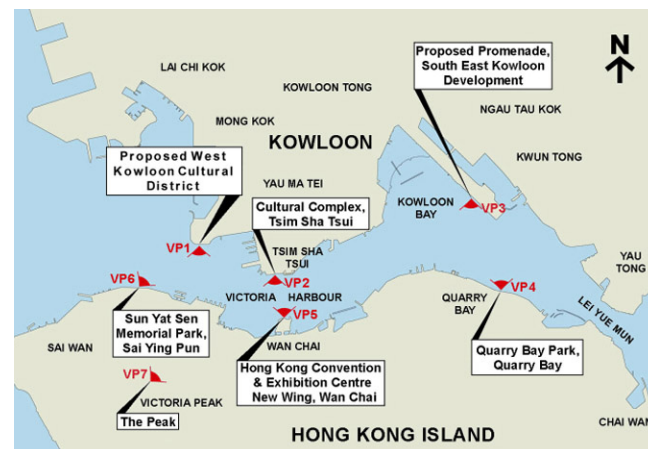 N
LAI CHI KOK
KOWLOON TONG
Proposed Promenade,
South East Kowloon
Development
NGAU TAU KOK
MONG KOK
KOWLOON
KWUN TONG
Proposed West
Kowloon Cultural
District
YAU MA TEI
Cultural Complex,
Tsim Sha Tsui
KOWLOON
BAY
VP3
VP1
TSIM SHA
TSUI
YAU
TONG
VP6
VP2
VP4
VICTORIA HARBOUR
QUARRY
BAY
LEI YUE MUN
VP5
Sun Yat Sen
Memorial Park,
Sai Ying Pun
SAI WAN
WAN CHAI
Hong Kong Convention
& Exhibition Centre
New Wing, Wan Chai
Quarry Bay Park,
Quarry Bay
VP7
VICTORIA PEAK
The Peak
CHAI WAN
HONG KONG ISLAND